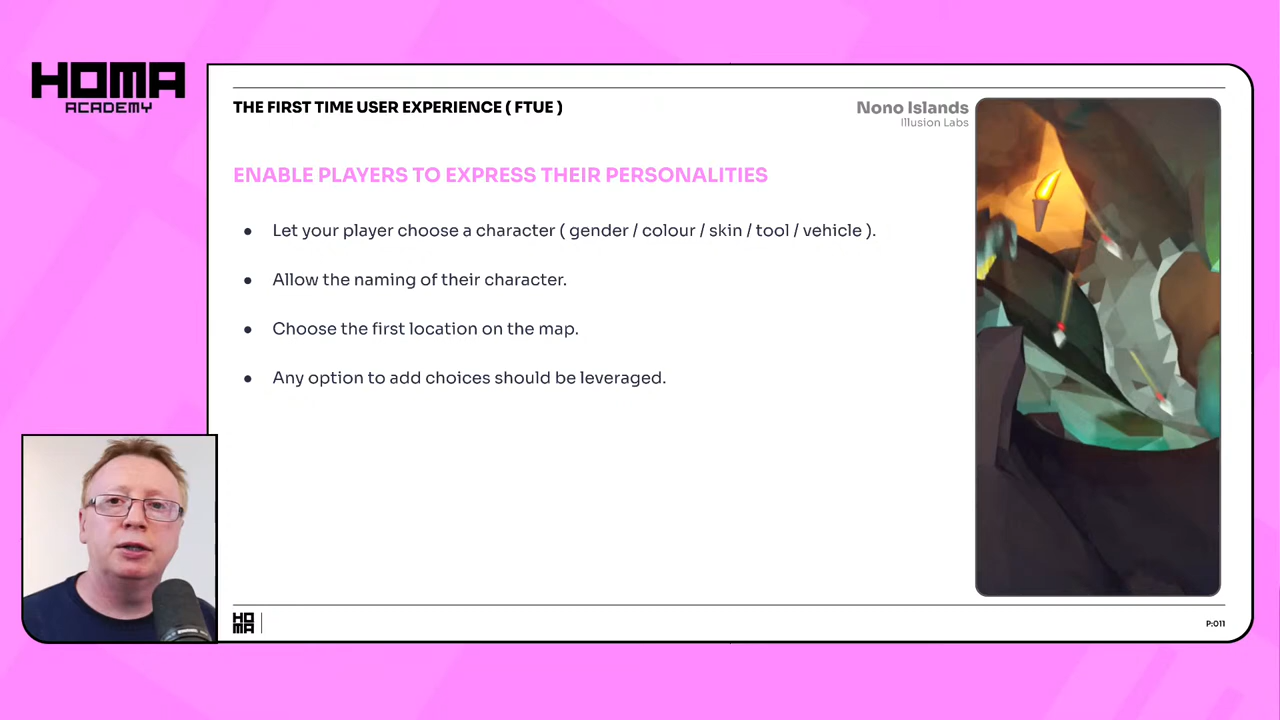 HOMA
ACADEMY
THE FIRST TIME USER EXPERIENCE ( FTUE )
Nono Islands
Illusion Labs
ENABLE PLAYERS TO EXPRESS THEIR PERSONALITIES
● Let your player choose a character ( gender / colour / skin / tool / vehicle ).
● Allow the naming of their character.
● Choose the first location on the map.
● Any option to add choices should be leveraged.
HO
MA
P:011